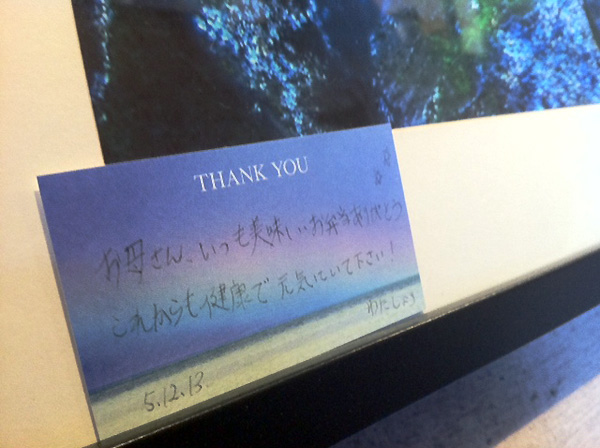 THANK YOU
お母さん、いつも美味しいお弁当ありがとう
これからも健康で元気にいて下さい!
わたしより
5.12.13.